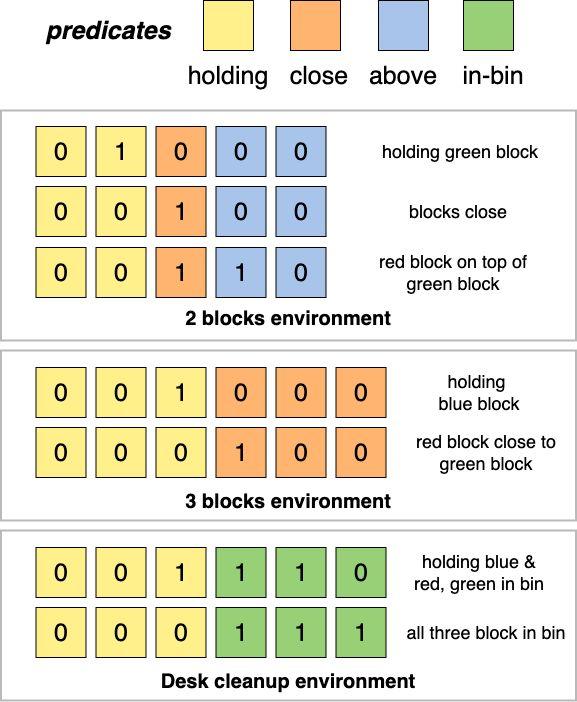 predicates
holding close above in-bin
0 1 0 0 0 holding green block
0 0 1 0 0 blocks close
0 0 1 1 0 red block on top of
green block
2 blocks environment
0 0 1 0 0 0 holding
blue block
0 0 0 1 0 0 red block close to
green block
3 blocks environment
0 0 1 1 1 0 holding blue &
red, green in bin
0 0 0 1 1 1 all three block in bin
Desk cleanup environment